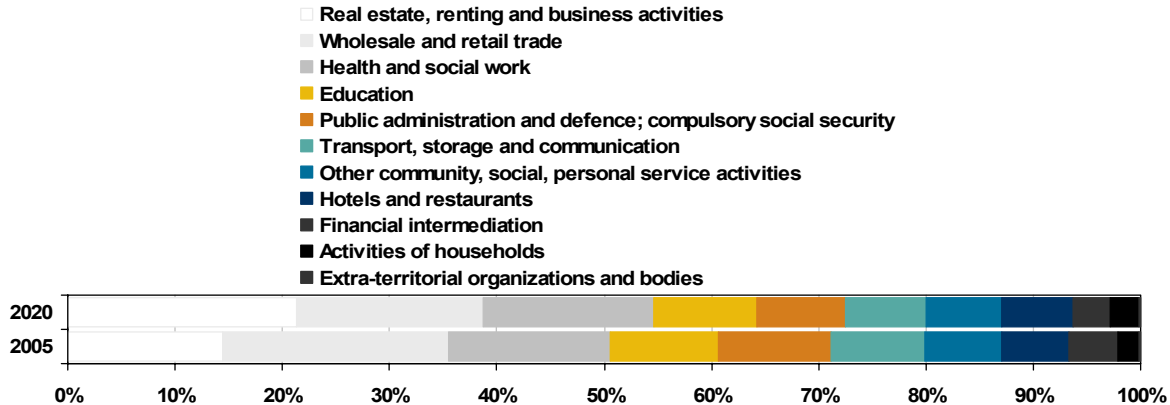 Real estate, renting and business activities
Wholesale and retail trade
Health and social work
Education
Public administration and defence; compulsory social security
Transport, storage and communication
Other community, social, personal service activities
Hotels and restaurants
Financial intermediation
Activities of households
Extra-territorial organizations and bodies
2020
2005
0% 10% 20% 30% 40% 50% 60% 70% 80% 90% 100%